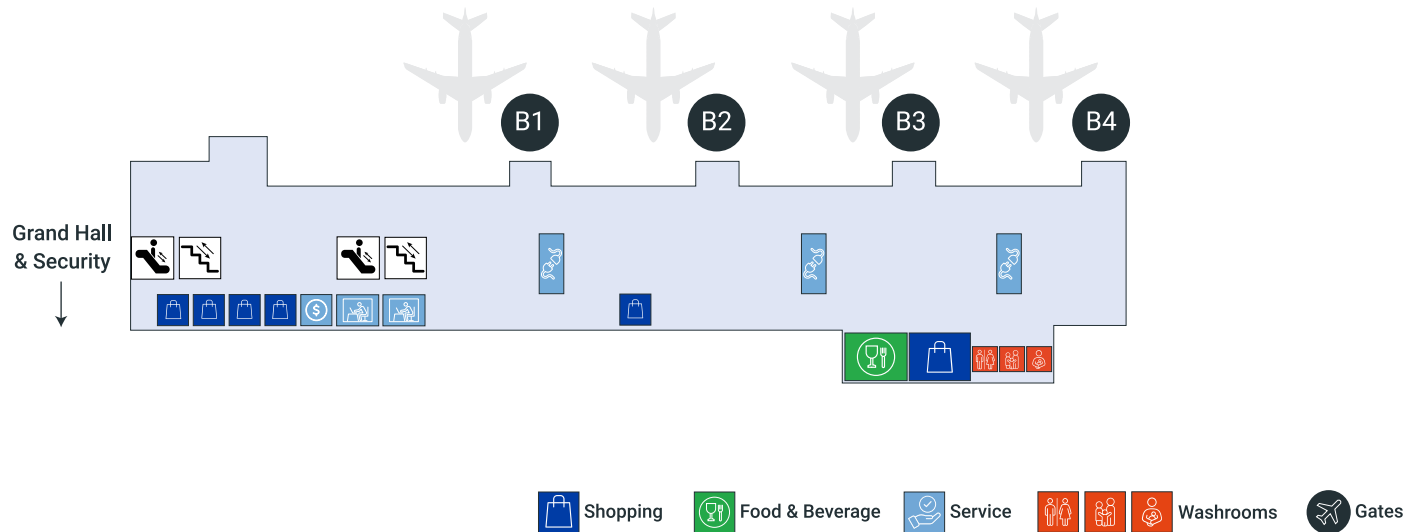 B1
B2
B3
B4
Grand Hall
& Security
$
Shopping
Food & Beverage
Service
Washrooms
Gates